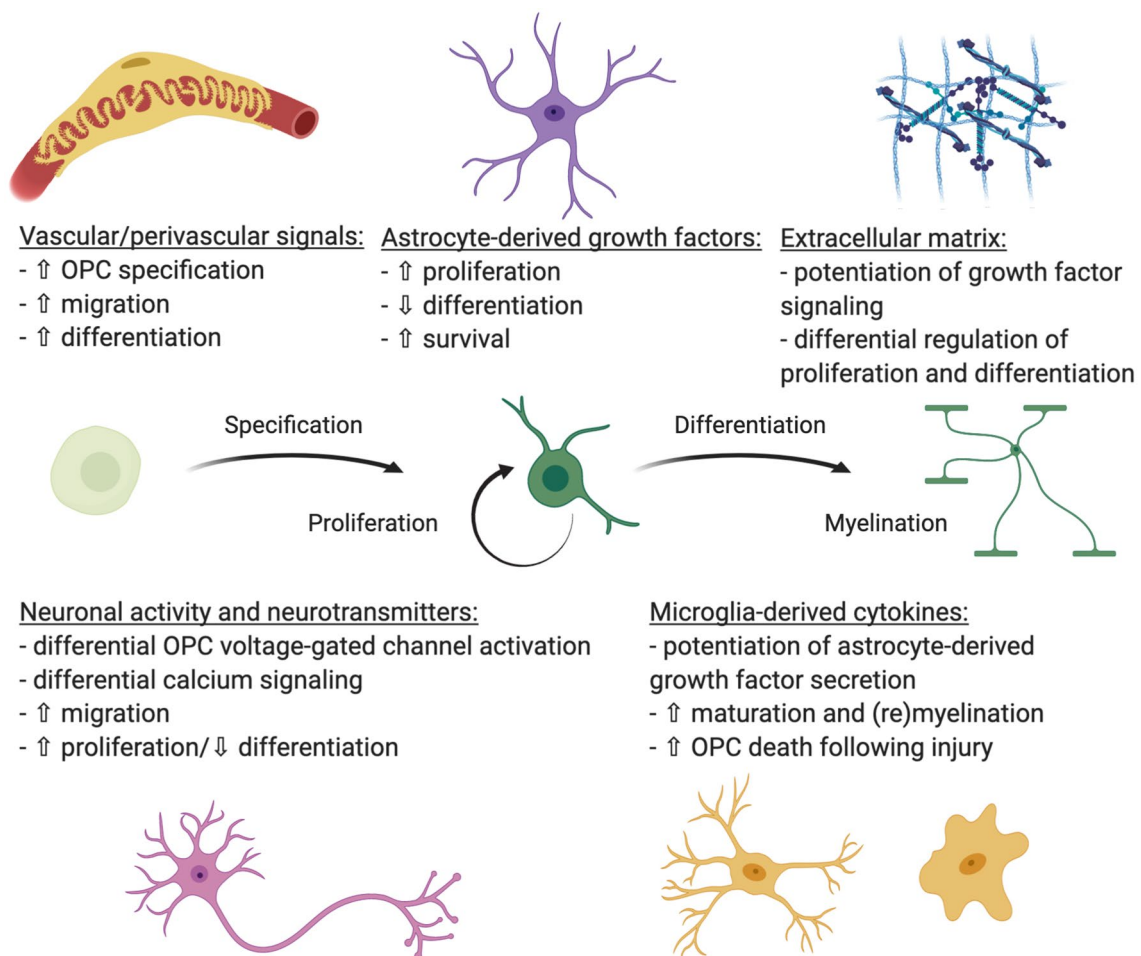 Vascular/perivascular signals:
- ⇧ OPC specification
- ⇧ migration
- ⇧ differentiation
Astrocyte-derived growth factors:
- ⇧ proliferation
- ⇩ differentiation
- ⇧ survival
Extracellular matrix:
- potentiation of growth factor
signaling
- differential regulation of
proliferation and differentiation
Specification
Proliferation
Differentiation
Myelination
Neuronal activity and neurotransmitters:
- differential OPC voltage-gated channel activation
- differential calcium signaling
- ⇧ migration
- ⇧ proliferation/⇩ differentiation
Microglia-derived cytokines:
- potentiation of astrocyte-derived
growth factor secretion
- ⇧ maturation and (re)myelination
- ⇧ OPC death following injury